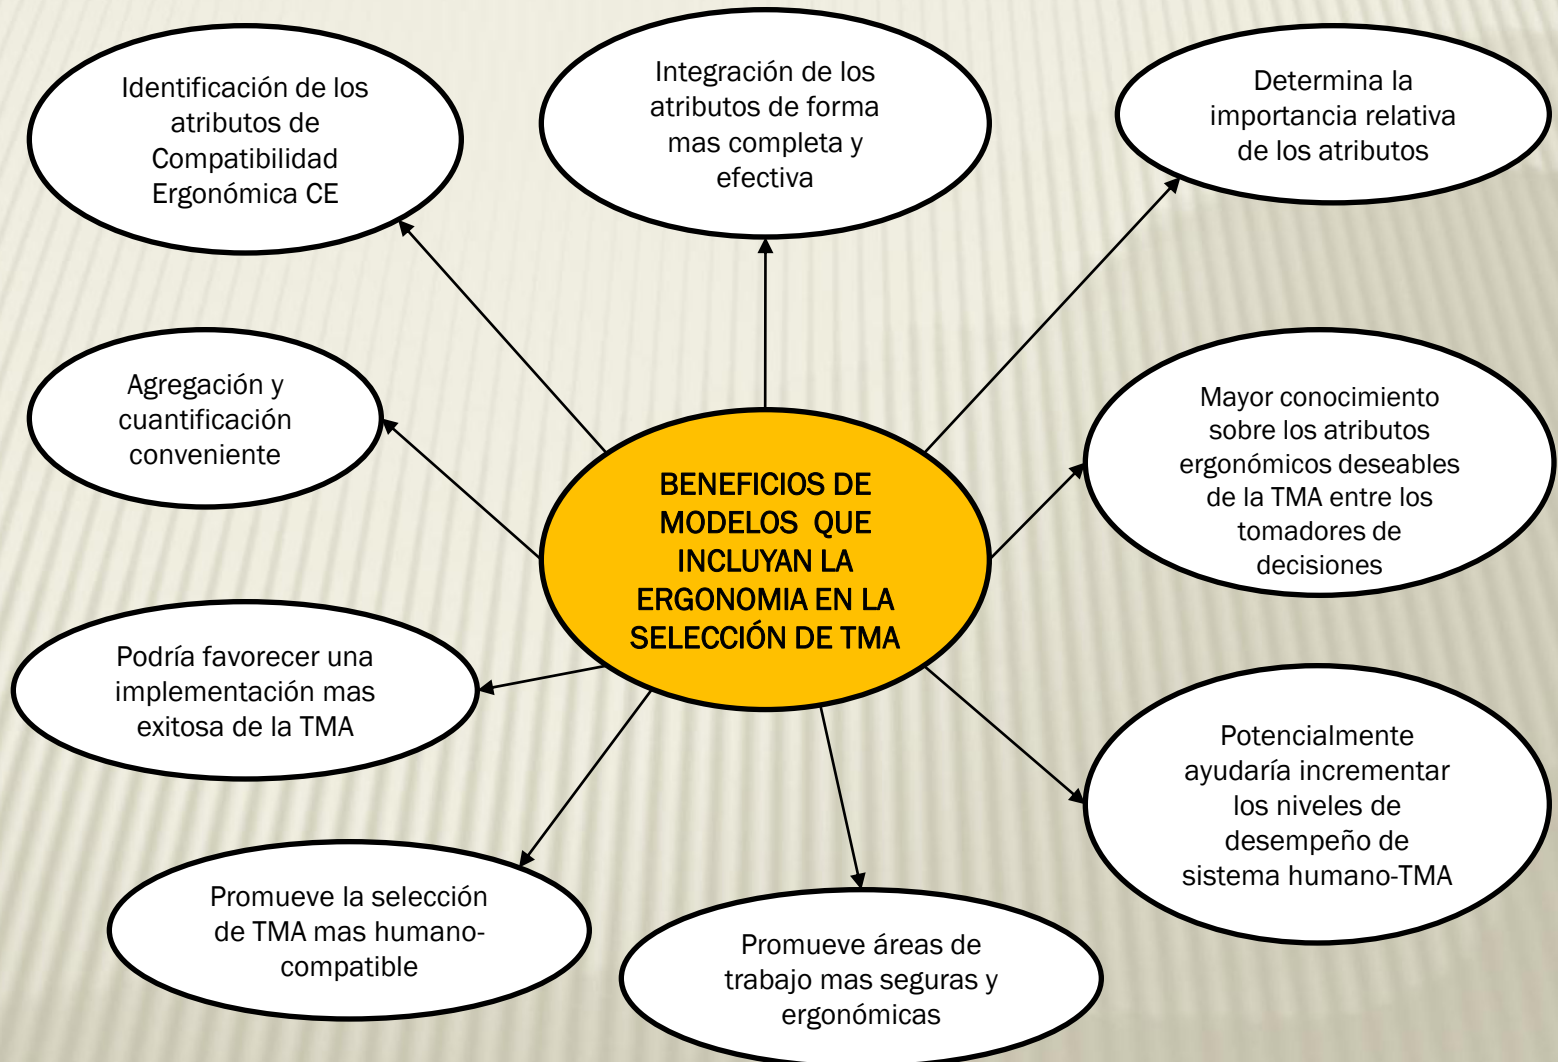 Identificación de los
atributos de
Compatibilidad
Ergonómica CE
Integración de los
atributos de forma
mas completa y
efectiva
Determina la
importancia relativa
de los atributos
Agregación y
cuantificación
conveniente
Mayor conocimiento
sobre los atributos
ergonómicos deseables
de la TMA entre los
tomadores de
decisiones
BENEFICIOS DE
MODELOS QUE
INCLUYAN LA
ERGONOMIA EN LA
SELECCIÓN DE TMA
Podría favorecer una
implementación mas
exitosa de la TMA
Potencialmente
ayudaría incrementar
los niveles de
desempeño de
sistema humano-TMA
Promueve la selección
de TMA mas humano-
compatible
Promueve áreas de
trabajo mas seguras y
ergonómicas